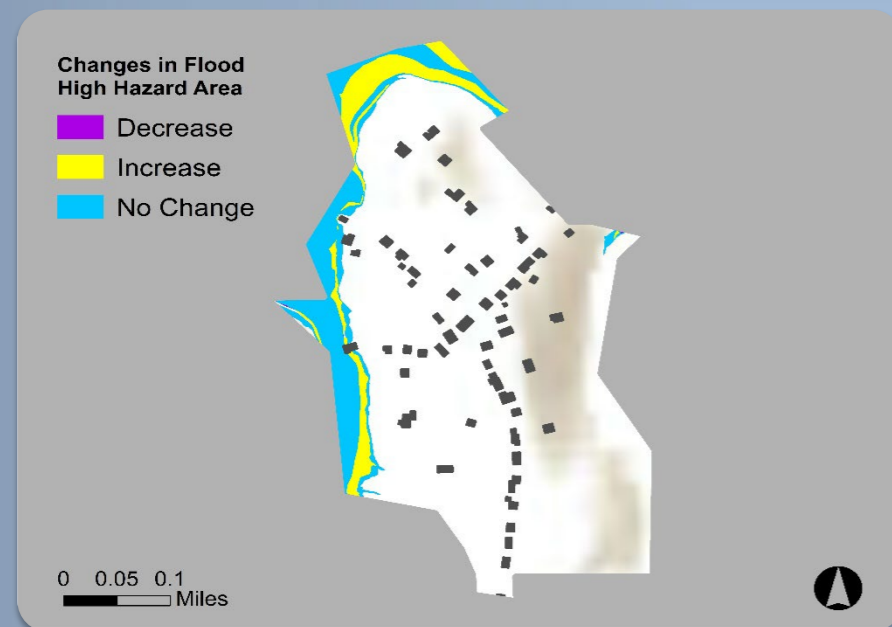 Changes in Flood
High Hazard Area
Decrease
Increase
No Change
0 0.05 0.1
Miles